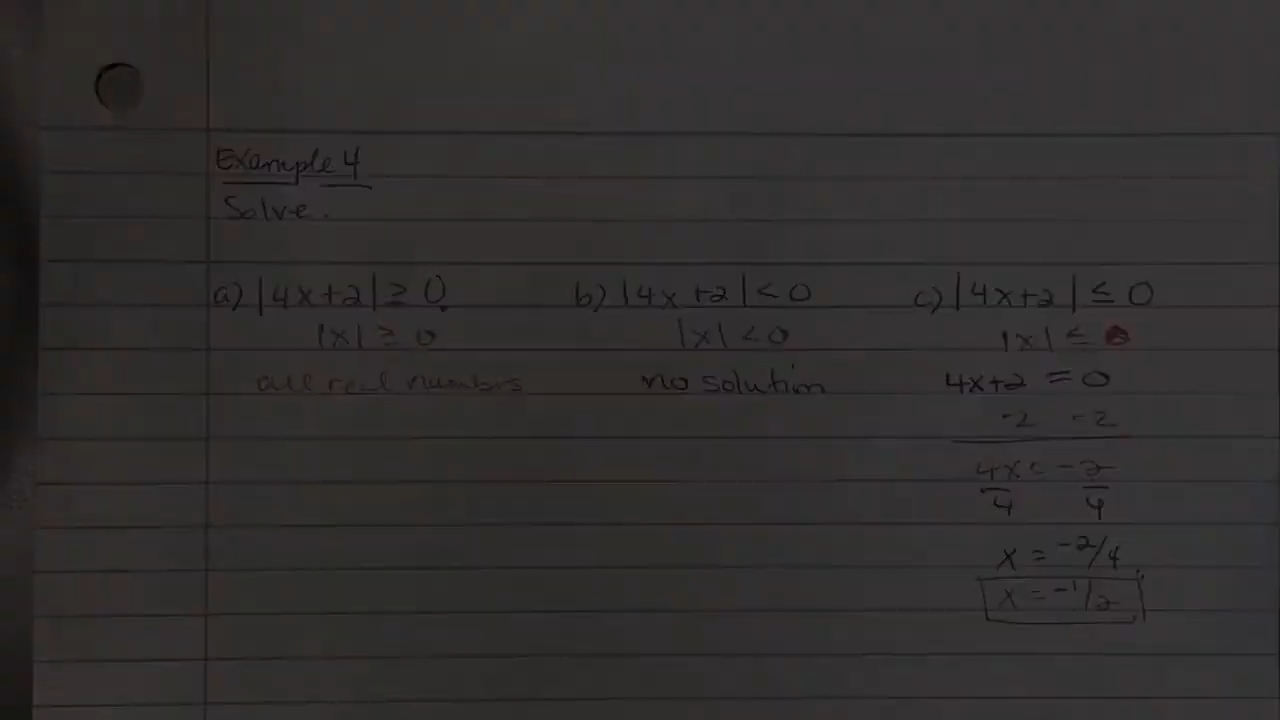 Example 4
Solve.
a) |4x+2| ≥ 0
|x| ≥ 0
all real numbers
b) |4x+2| < 0
|x| < 0
no solution
c) |4x+2| ≤ 0
|x| ≤ 0
4x+2 = 0
-2 -2
4x = -2
4 4
x = -2/4
x = -1/2